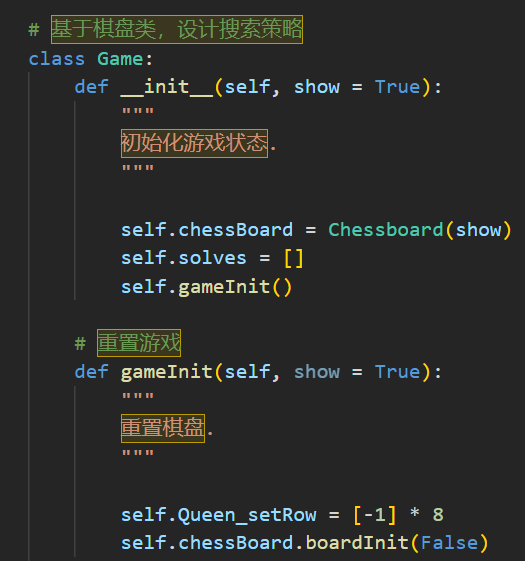 # 基于棋盘类，设计搜索策略
class Game:
    def __init__(self, show = True):
        """
        初始化游戏状态.
        """
        self.chessBoard = Chessboard(show)
        self.solves = []
        self.gameInit()
    # 重置游戏
    def gameInit(self, show = True):
        """
        重置棋盘.
        """
        self.Queen_setRow = [-1] * 8
        self.chessBoard.boardInit(False)